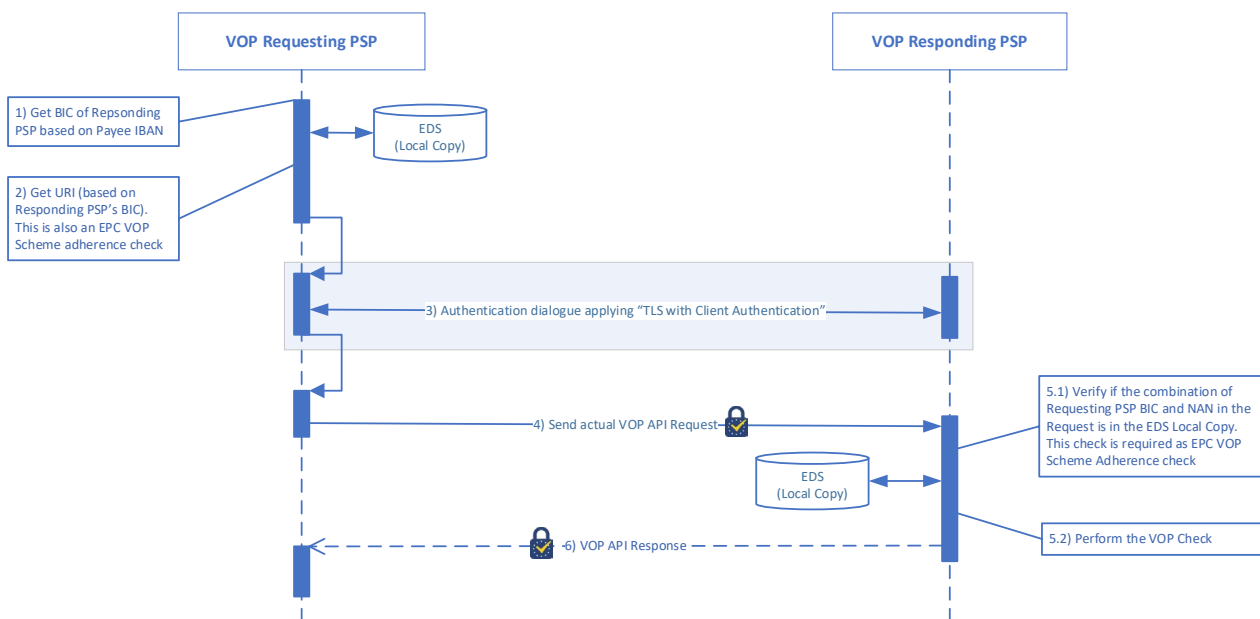 VOP Requesting PSP
VOP Responding PSP
1) Get BIC of Repsonding
PSP based on Payee IBAN
EDS
(Local Copy)
2) Get URI (based on
Responding PSP's BIC).
This is also an EPC VOP
Scheme adherence check
3) Authentication dialogue applying “TLS with Client Authentication”
4) Send actual VOP API Request
5.1) Verify if the combination of
Requesting PSP BIC and NAN in the
Request is in the EDS Local Copy.
This check is required as EPC VOP
Scheme Adherence check
EDS
(Local Copy)
5.2) Perform the VOP Check
6) VOP API Response